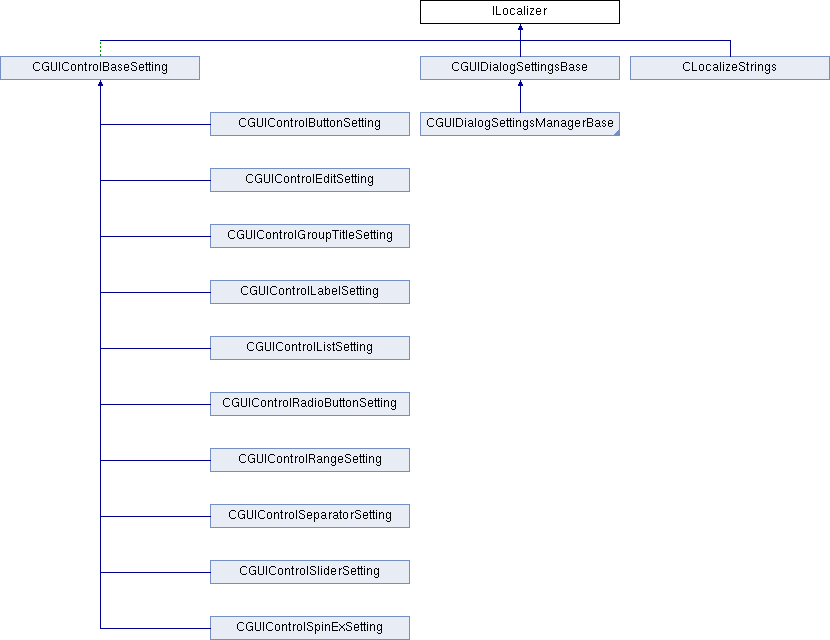 ILocalizer
CGUIControlBaseSetting
CGUIDialogSettingsBase
CLocalizeStrings
CGUIControlButtonSetting
CGUIDialogSettingsManagerBase
CGUIControlEditSetting
CGUIControlGroupTitleSetting
CGUIControlLabelSetting
CGUIControlListSetting
CGUIControlRadioButtonSetting
CGUIControlRangeSetting
CGUIControlSeparatorSetting
CGUIControlSliderSetting
CGUIControlSpinExSetting